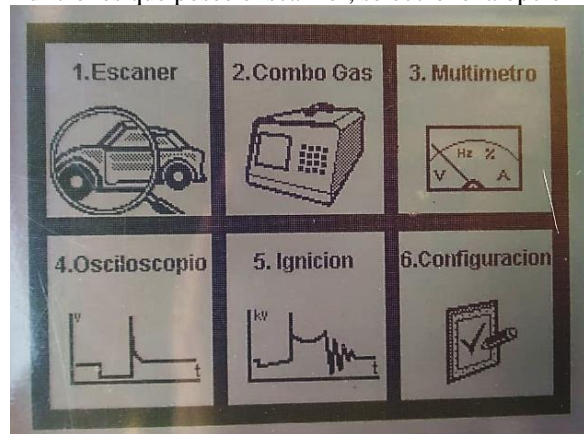 1.Escaner
2.Combo Gas
3. Multimetro
Hz %
V A
4.Osciloscopio
v
t
5. Ignicion
kv
t
6.Configuracion